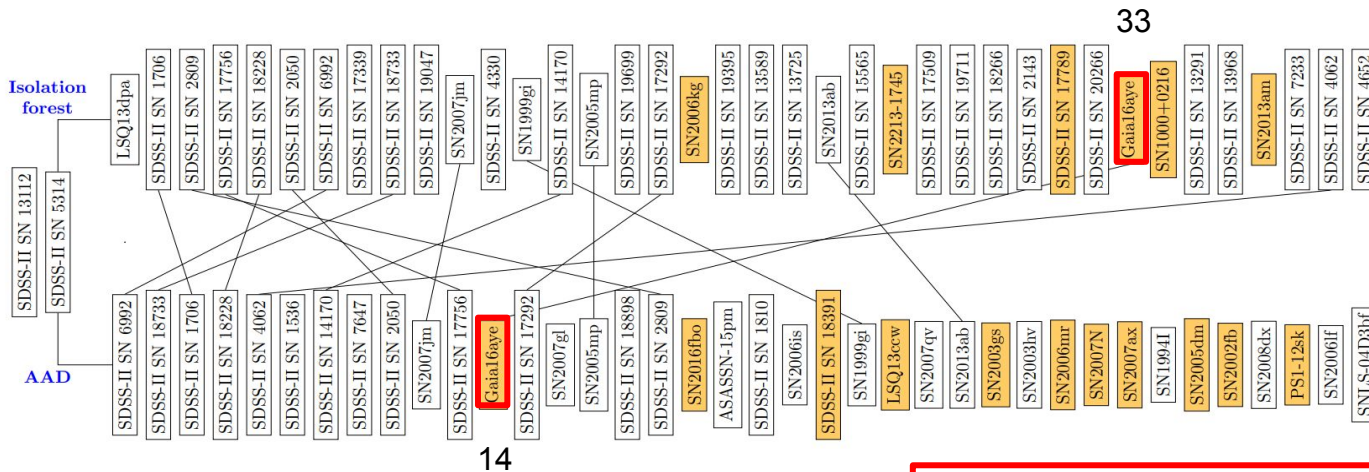 33
Isolation
forest
LSQ13dpa
SDSS-II SN 1706
SDSS-II SN 2809
SDSS-II SN 17756
SDSS-II SN 18228
SDSS-II SN 2050
SDSS-II SN 6992
SDSS-II SN 17339
SDSS-II SN 18733
SDSS-II SN 19047
SN2007jm
SDSS-II SN 4330
SN1999gi
SDSS-II SN 14170
SN2005mp
SDSS-II SN 19699
SDSS-II SN 17292
SN2006kg
SDSS-II SN 19395
SDSS-II SN 13589
SDSS-II SN 13725
SN2013ab
SDSS-II SN 15565
SN2213-1745
SDSS-II SN 17509
SDSS-II SN 19711
SDSS-II SN 18266
SDSS-II SN 2143
SDSS-II SN 17789
SDSS-II SN 20266
Gaia16aye
SN1000+0216
SDSS-II SN 13291
SDSS-II SN 13968
SN2013am
SDSS-II SN 7233
SDSS-II SN 4062
SDSS-II SN 4652
SDSS-II SN 13112
SDSS-II SN 5314
AAD
SDSS-II SN 6992
SDSS-II SN 18733
SDSS-II SN 1706
SDSS-II SN 18228
SDSS-II SN 4062
SDSS-II SN 1536
SDSS-II SN 14170
SDSS-II SN 7647
SDSS-II SN 2050
SN2007jm
SDSS-II SN 17756
Gaia16aye
SDSS-II SN 17292
SN2007gl
SN2005mp
SDSS-II SN 18898
SDSS-II SN 2809
SN2016fbo
ASASSN-15pm
SDSS-II SN 1810
SN2006is
SDSS-II SN 18391
SN1999gi
LSQ13ccw
SN2007qv
SN2013ab
SN2003gs
SN2003hv
SN2006mr
SN2007N
SN2007ax
SN1994I
SN2005dm
SN2002fb
SN2008dx
PS1-12sk
SN2006lf
14